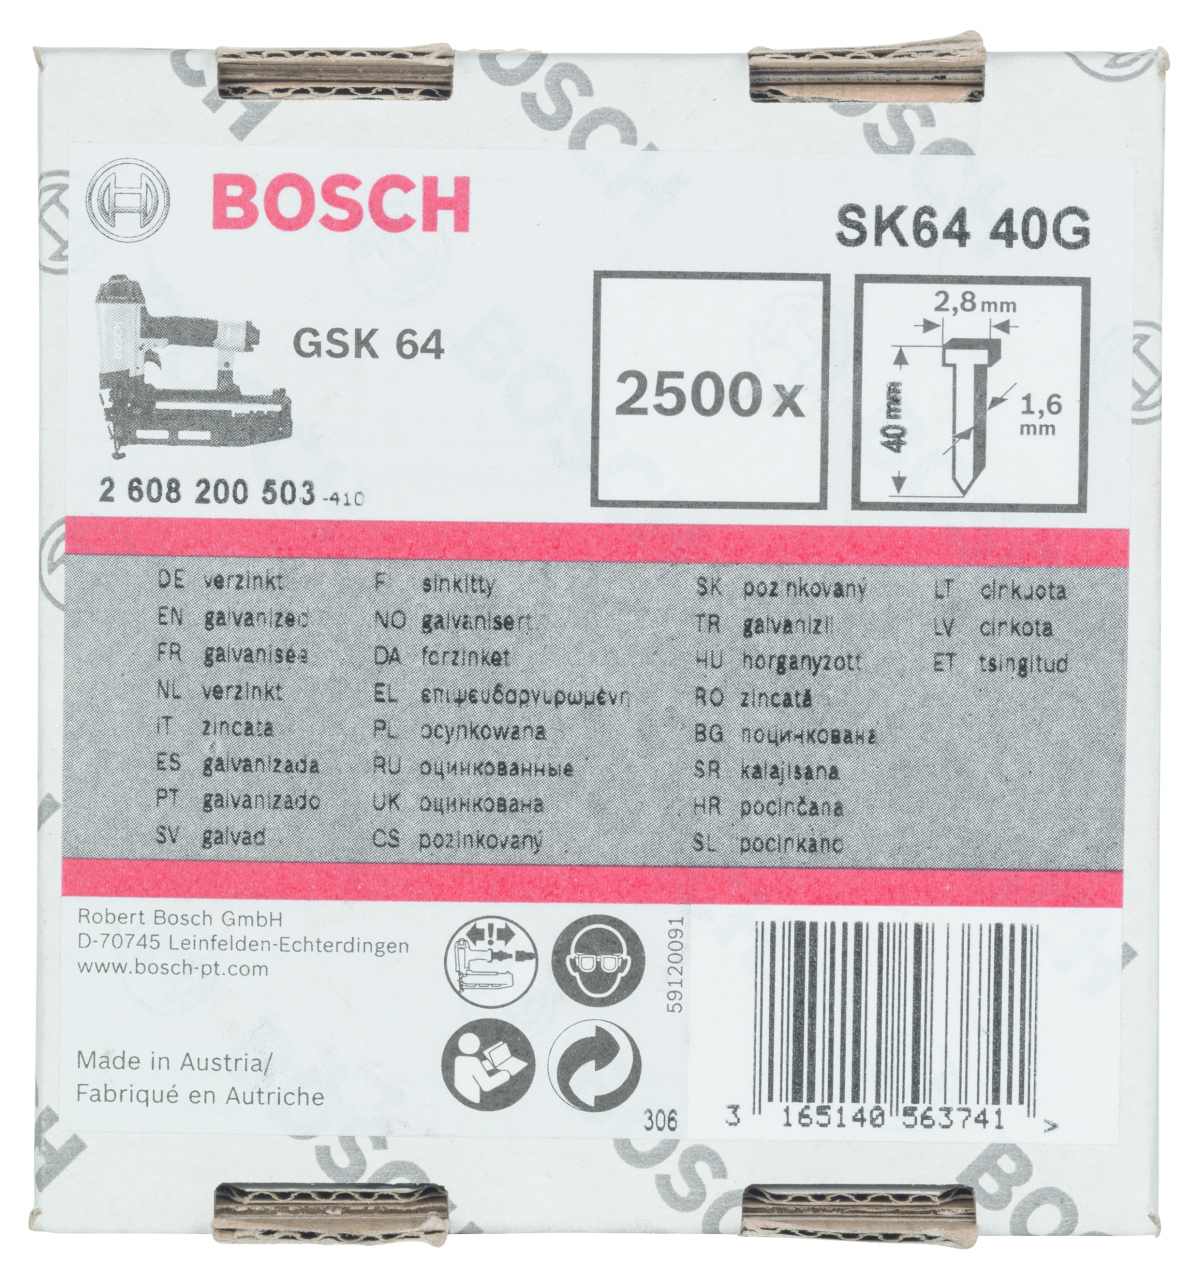 BOSCH
SK64 40G
GSK 64
2500 x
2,8 mm
40 mm
1,6
mm
2 608 200 503 -410
DE verzinkt
EN galvanized
FR galvanisée
NL verzinkt
IT zincata
ES galvanizada
PT galvanizado
SV galvad
F sinkitty
NO galvanisert
DA forzinket
EL επιψευδαργυρωμένη
PL ocynkowana
RU оцинкованные
UK оцинкована
CS pozinkovaný
SK pozinkovaný
TR galvanizli
HU horganyzott
RO zincată
BG поцинкована
SR kalajisana
HR pocinčana
SL pocinkano
LT cinkuota
LV cinkota
ET tsingitud
Robert Bosch GmbH
D-70745 Leinfelden-Echterdingen
www.bosch-pt.com
Made in Austria/
Fabriqué en Autriche
59120091
306
3 165140 563741 >